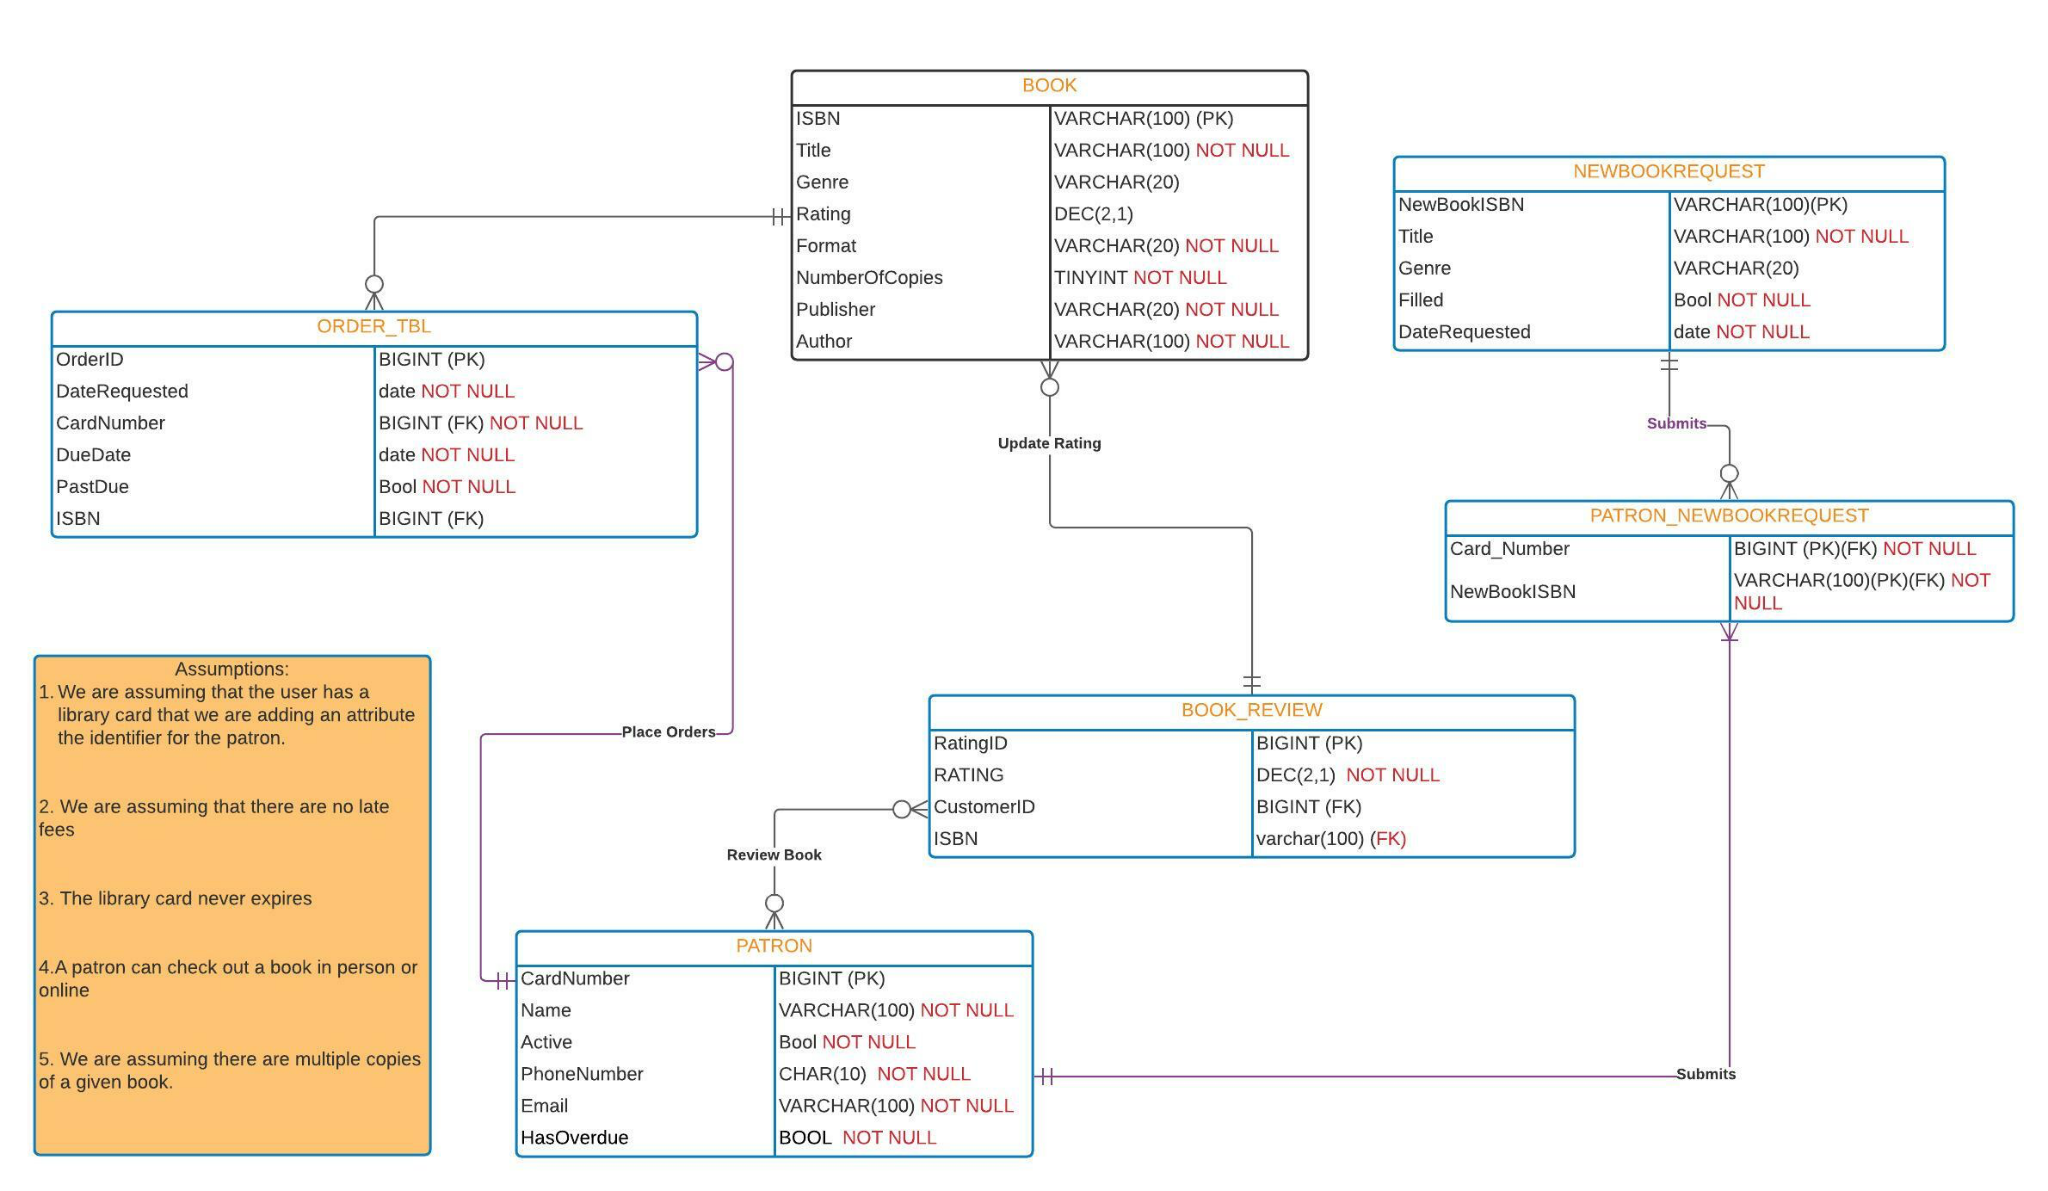 BOOK
ISBN VARCHAR(100) (PK)
Title VARCHAR(100) NOT NULL
Genre VARCHAR(20)
Rating DEC(2,1)
Format VARCHAR(20) NOT NULL
NumberOfCopies TINYINT NOT NULL
Publisher VARCHAR(20) NOT NULL
Author VARCHAR(100) NOT NULL
NEWBOOKREQUEST
NewBookISBN VARCHAR(100)(PK)
Title VARCHAR(100) NOT NULL
Genre VARCHAR(20)
Filled Bool NOT NULL
DateRequested date NOT NULL
ORDER_TBL
OrderID BIGINT (PK)
DateRequested date NOT NULL
CardNumber BIGINT (FK) NOT NULL
DueDate date NOT NULL
PastDue Bool NOT NULL
ISBN BIGINT (FK)
Update Rating
Submits
PATRON_NEWBOOKREQUEST
Card_Number BIGINT (PK)(FK) NOT NULL
NewBookISBN VARCHAR(100)(PK)(FK) NOT
NULL
Assumptions:
1. We are assuming that the user has a
library card that we are adding an attribute
the identifier for the patron.
2. We are assuming that there are no late
fees
3. The library card never expires
4.A patron can check out a book in person or
online
5. We are assuming there are multiple copies
of a given book.
Place Orders
BOOK_REVIEW
RatingID BIGINT (PK)
RATING DEC(2,1) NOT NULL
CustomerID BIGINT (FK)
ISBN varchar(100) (FK)
Review Book
PATRON
CardNumber BIGINT (PK)
Name VARCHAR(100) NOT NULL
Active Bool NOT NULL
PhoneNumber CHAR(10) NOT NULL
Email VARCHAR(100) NOT NULL
HasOverdue BOOL NOT NULL
Submits